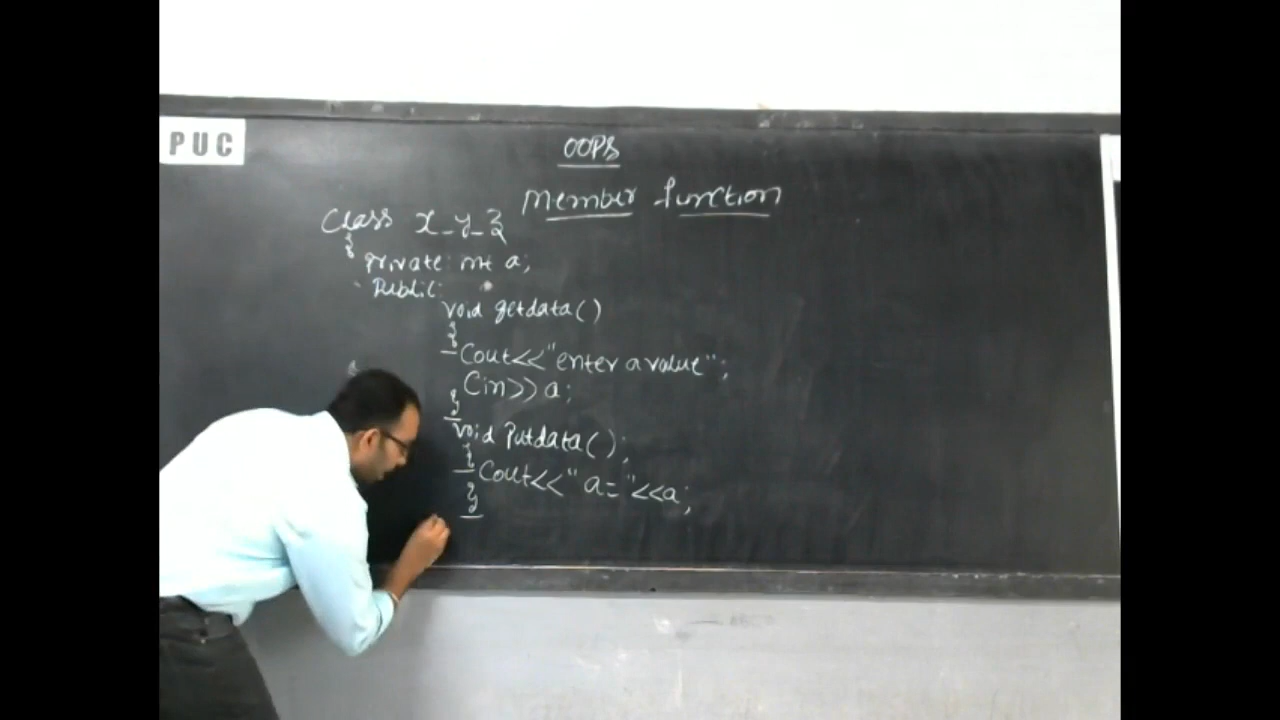 PUC
OOPS
Member function
Class x_y_z
{
Private: int a;
Public:
void getdata()
{
Cout<<"enter a value";
Cin>>a;
}
void Putdata();
{ Cout<<"a="<<a;
}